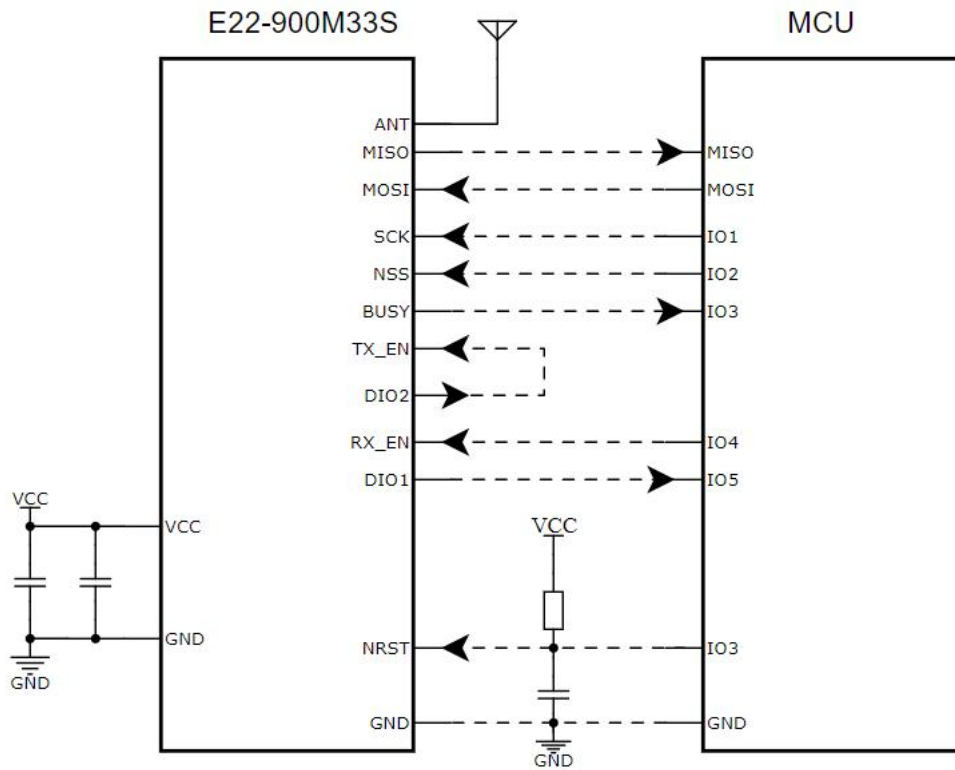 E22-900M33S
MCU
ANT
MISO
MISO
MOSI
MOSI
SCK
IO1
NSS
IO2
BUSY
IO3
TX_EN
DIO2
RX_EN
IO4
DIO1
IO5
VCC
VCC
VCC
GND
NRST
IO3
GND
GND
GND
GND